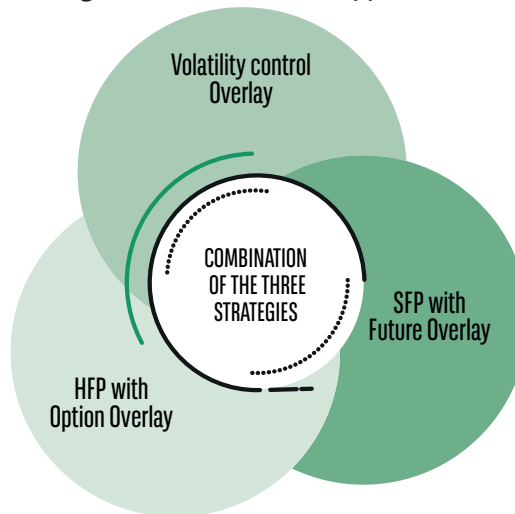 Volatility control
Overlay
COMBINATION
OF THE THREE
STRATEGIES
SFP with
Future Overlay
HFP with
Option Overlay